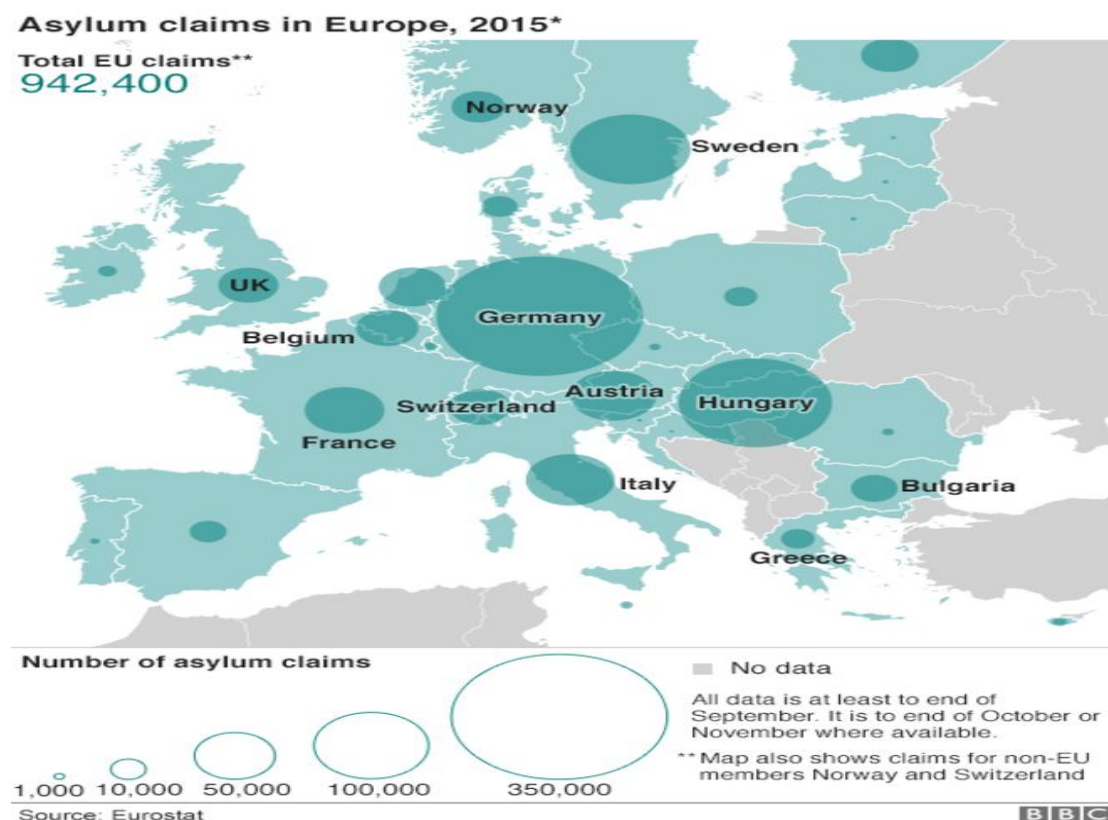 Asylum claims in Europe, 2015*
Total EU claims**
942,400
Norway
Sweden
UK
Germany
Belgium
Austria
Hungary
Switzerland
France
Italy
Bulgaria
Greece
Number of asylum claims
1,000
10,000
50,000
100,000
350,000
No data
All data is at least to end of
September. It is to end of October or
November where available.
**Map also shows claims for non-EU
members Norway and Switzerland
Source: Eurostat
BBC